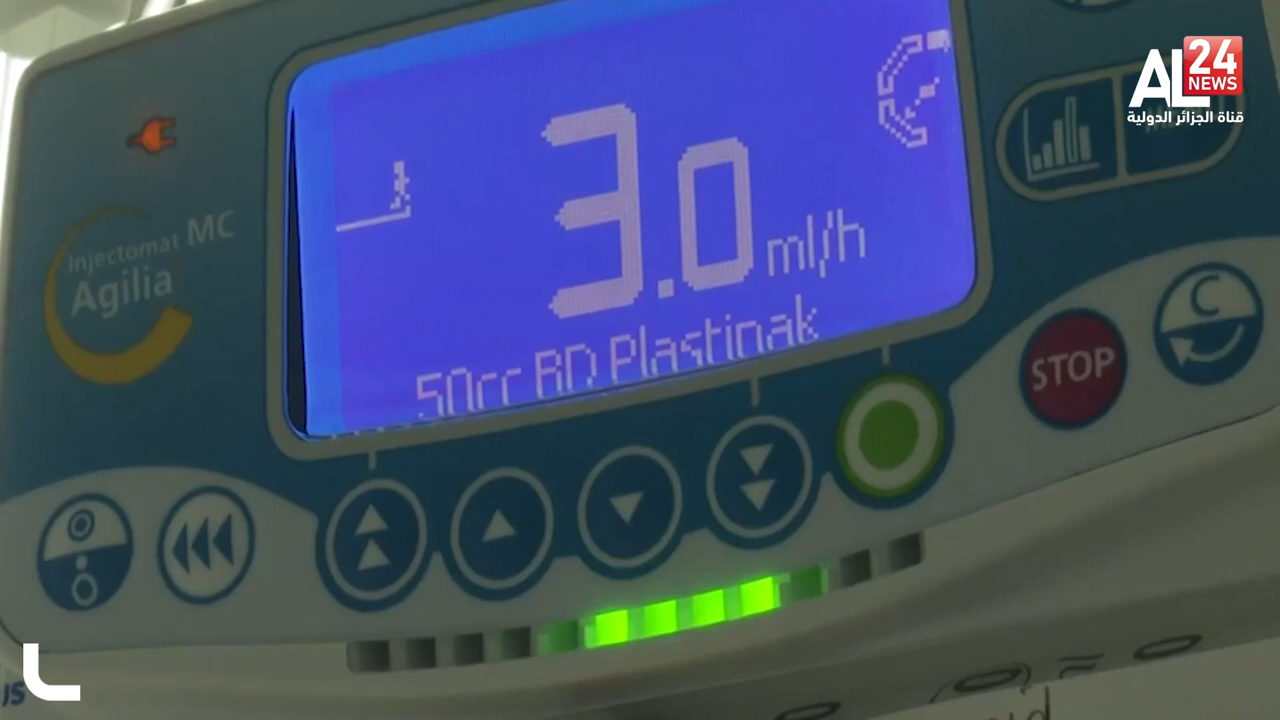 AL 24 NEWS
قناة الجزائر الدولية
Injectomat MC
Agilia
3.0 ml/h
50cc BD Plastipak
STOP
C